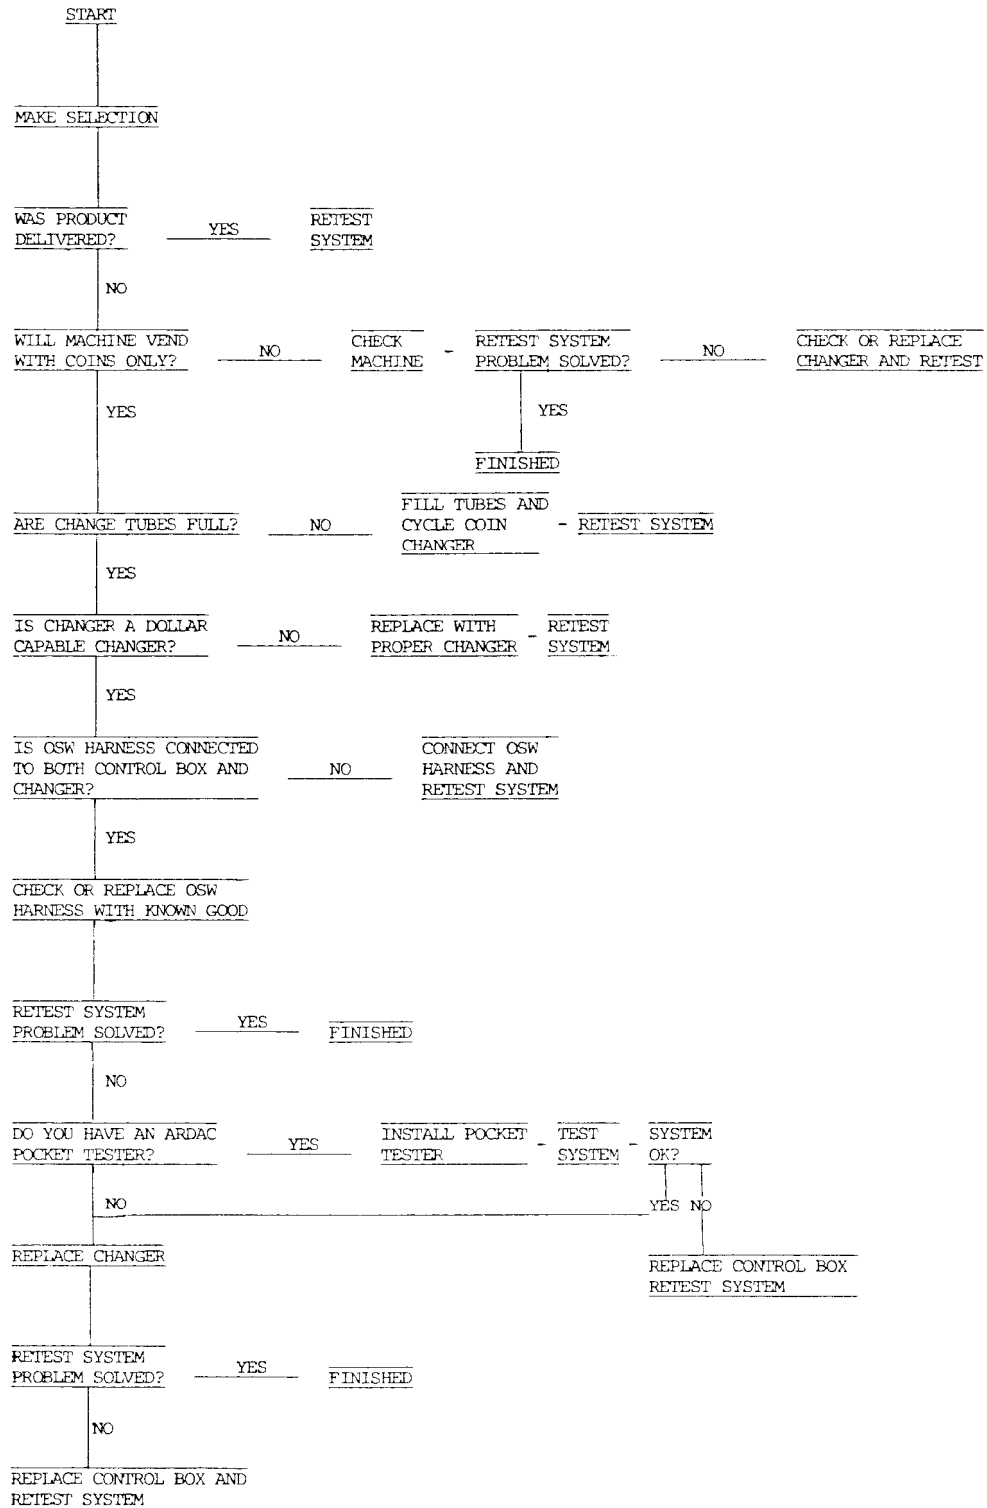 START
MAKE SELECTION
WAS PRODUCT
DELIVERED?
YES
RETEST
SYSTEM
NO
WILL MACHINE VEND
WITH COINS ONLY?
NO
CHECK
MACHINE
-
RETEST SYSTEM
PROBLEM SOLVED?
NO
CHECK OR REPLACE
CHANGER AND RETEST
YES
YES
FINISHED
ARE CHANGE TUBES FULL?
NO
FILL TUBES AND
CYCLE COIN
CHANGER
- RETEST SYSTEM
YES
IS CHANGER A DOLLAR
CAPABLE CHANGER?
NO
REPLACE WITH
PROPER CHANGER
-
RETEST
SYSTEM
YES
IS OSW HARNESS CONNECTED
TO BOTH CONTROL BOX AND
CHANGER?
NO
CONNECT OSW
HARNESS AND
RETEST SYSTEM
YES
CHECK OR REPLACE OSW
HARNESS WITH KNOWN GOOD
RETEST SYSTEM
PROBLEM SOLVED?
YES
FINISHED
NO
DO YOU HAVE AN ARDAC
POCKET TESTER?
YES
INSTALL POCKET
TESTER
-
TEST
SYSTEM
-
SYSTEM
OK?
NO
YES NO
REPLACE CHANGER
REPLACE CONTROL BOX
RETEST SYSTEM
RETEST SYSTEM
PROBLEM SOLVED?
YES
FINISHED
NO
REPLACE CONTROL BOX AND
RETEST SYSTEM